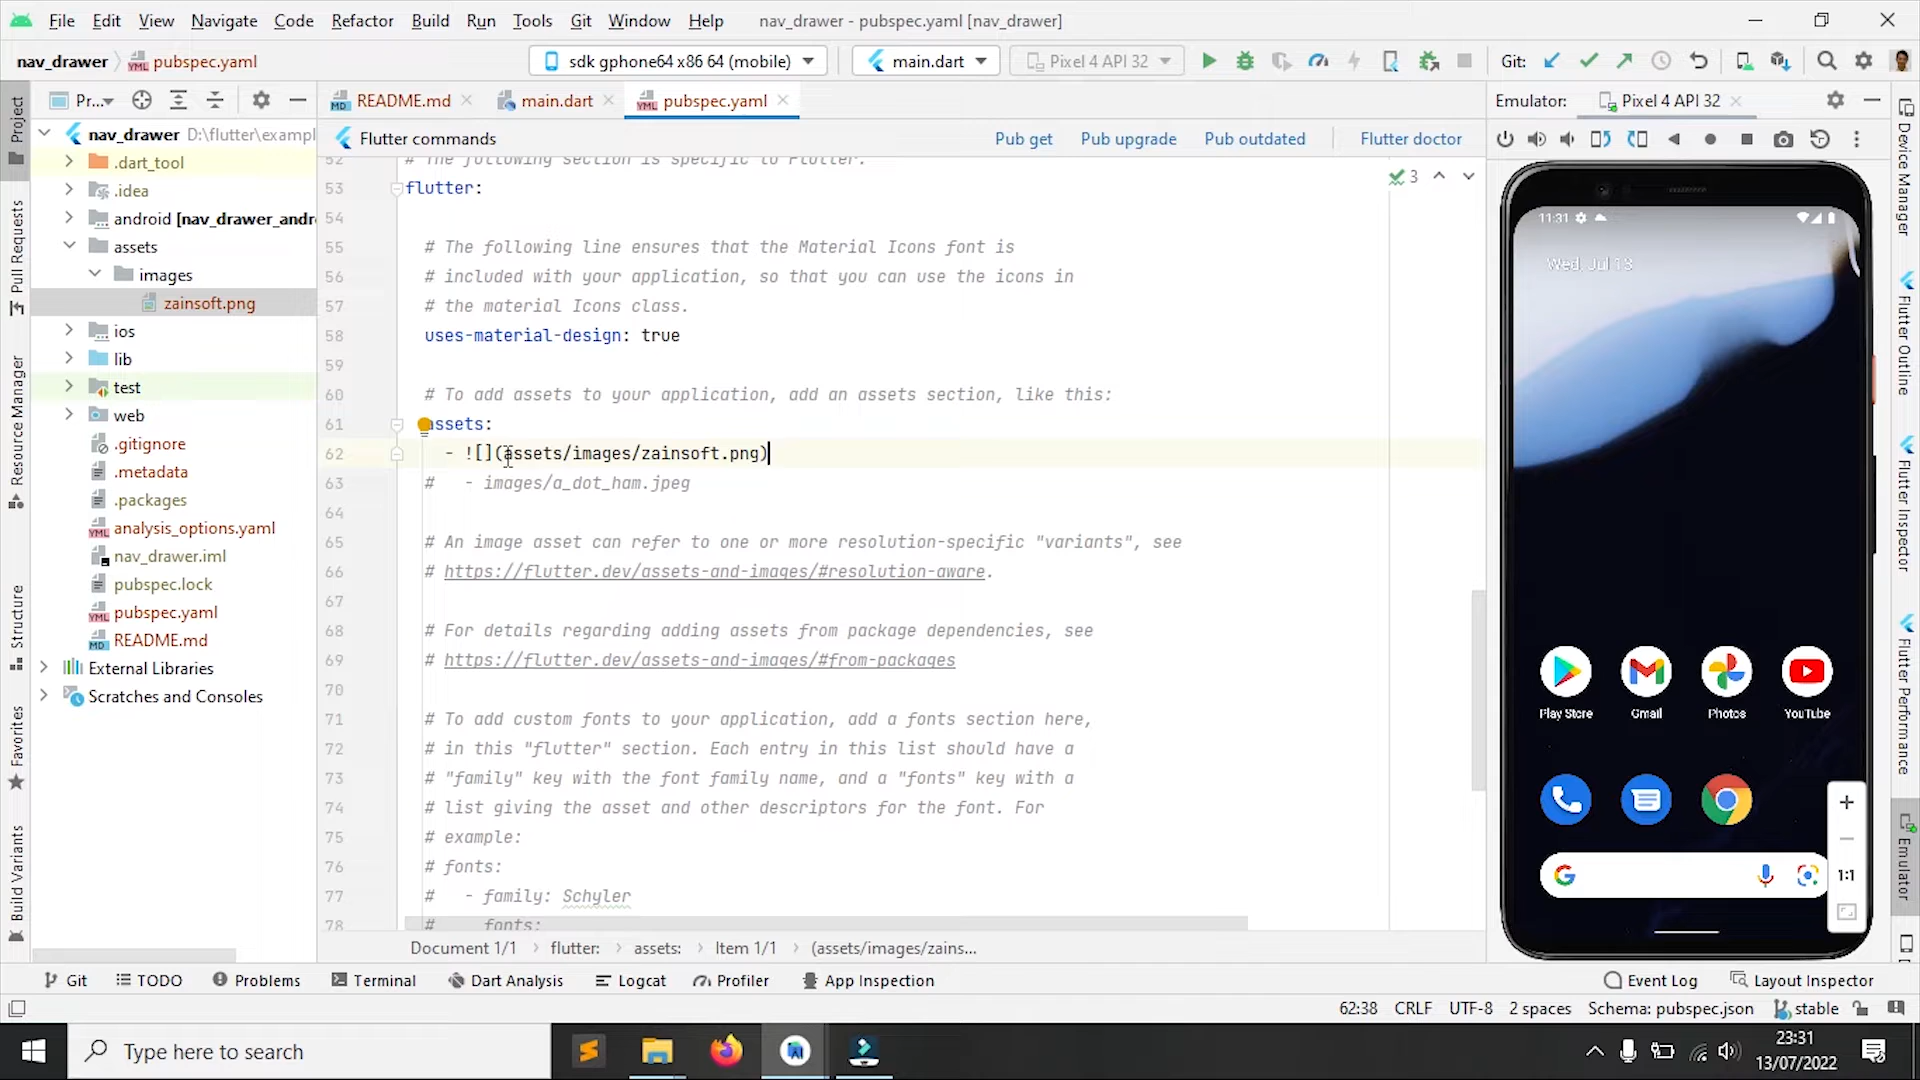 File Edit View Navigate Code Refactor Build Run Tools Git Window Help nav_drawer - pubspec.yaml [nav_drawer]
nav_drawer pubspec.yaml sdk gphone64 x86 64 (mobile) main.dart Pixel 4 API 32 Git:
Pr... README.md main.dart pubspec.yaml Emulator: Pixel 4 API 32
Flutter commands Pub get Pub upgrade Pub outdated Flutter doctor
Project
Pull Requests
Resource Manager
Structure
Favorites
Build Variants
nav_drawer D:\flutter\exampl
.dart_tool
.idea
android [nav_drawer_andr
assets
images
zainsoft.png
ios
lib
test
web
.gitignore
.metadata
.packages
analysis_options.yaml
nav_drawer.iml
pubspec.lock
pubspec.yaml
README.md
External Libraries
Scratches and Consoles
52 # The following section is specific to Flutter.
53 flutter:
54
55 # The following line ensures that the Material Icons font is
56 # included with your application, so that you can use the icons in
57 # the material Icons class.
58 uses-material-design: true
59
60 # To add assets to your application, add an assets section, like this:
61 assets:
62 - ![](assets/images/zainsoft.png)
63 # - images/a_dot_ham.jpeg
64
65 # An image asset can refer to one or more resolution-specific "variants", see
66 # https://flutter.dev/assets-and-images/#resolution-aware.
67
68 # For details regarding adding assets from package dependencies, see
69 # https://flutter.dev/assets-and-images/#from-packages
70
71 # To add custom fonts to your application, add a fonts section here,
72 # in this "flutter" section. Each entry in this list should have a
73 # "family" key with the font family name, and a "fonts" key with a
74 # list giving the asset and other descriptors for the font. For
75 # example:
76 # fonts:
77 # - family: Schyler
78 # fonts:
3
Document 1/1 flutter: assets: Item 1/1 (assets/images/zains...
11:31
Wed, Jul 13
Play Store Gmail Photos YouTube
G
1:1
Device Manager
Flutter Outline
Flutter Inspector
Flutter Performance
Emulator
Git TODO Problems Terminal Dart Analysis Logcat Profiler App Inspection Event Log Layout Inspector
62:38 CRLF UTF-8 2 spaces Schema: pubspec.json stable
Type here to search
23:31
13/07/2022